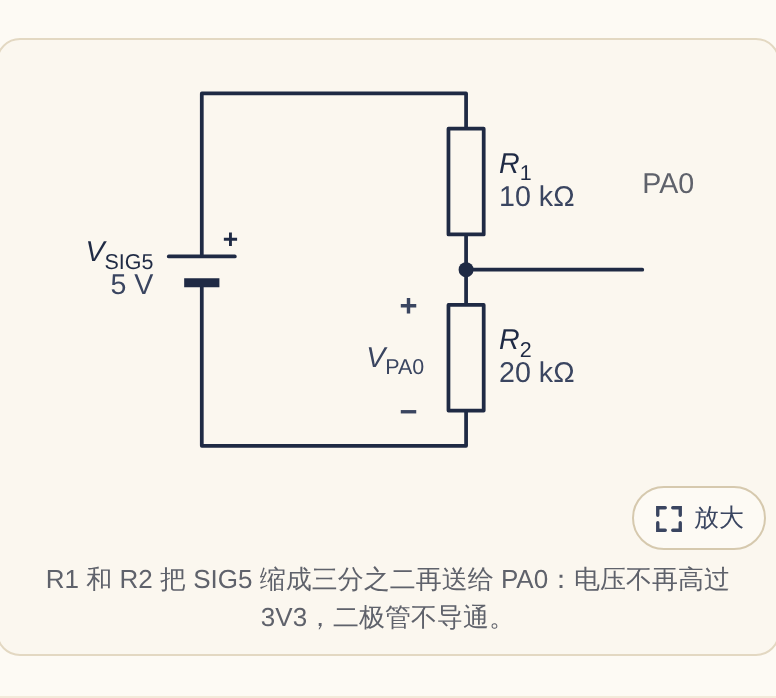 R1
10 kΩ
PA0
+
VSIG5
5 V
+
VPA0
−
R2
20 kΩ
放大
R1 和 R2 把 SIG5 缩成三分之二再送给 PA0：电压不再高过
3V3，二极管不导通。